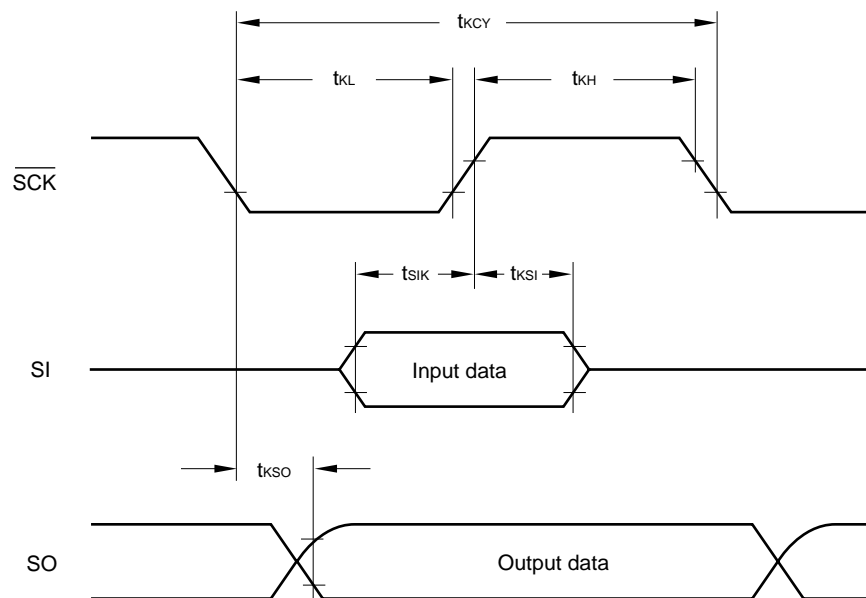 tKCY
tKL
tKH
SCK
tSIK
tKSI
SI
Input data
tKSO
SO
Output data